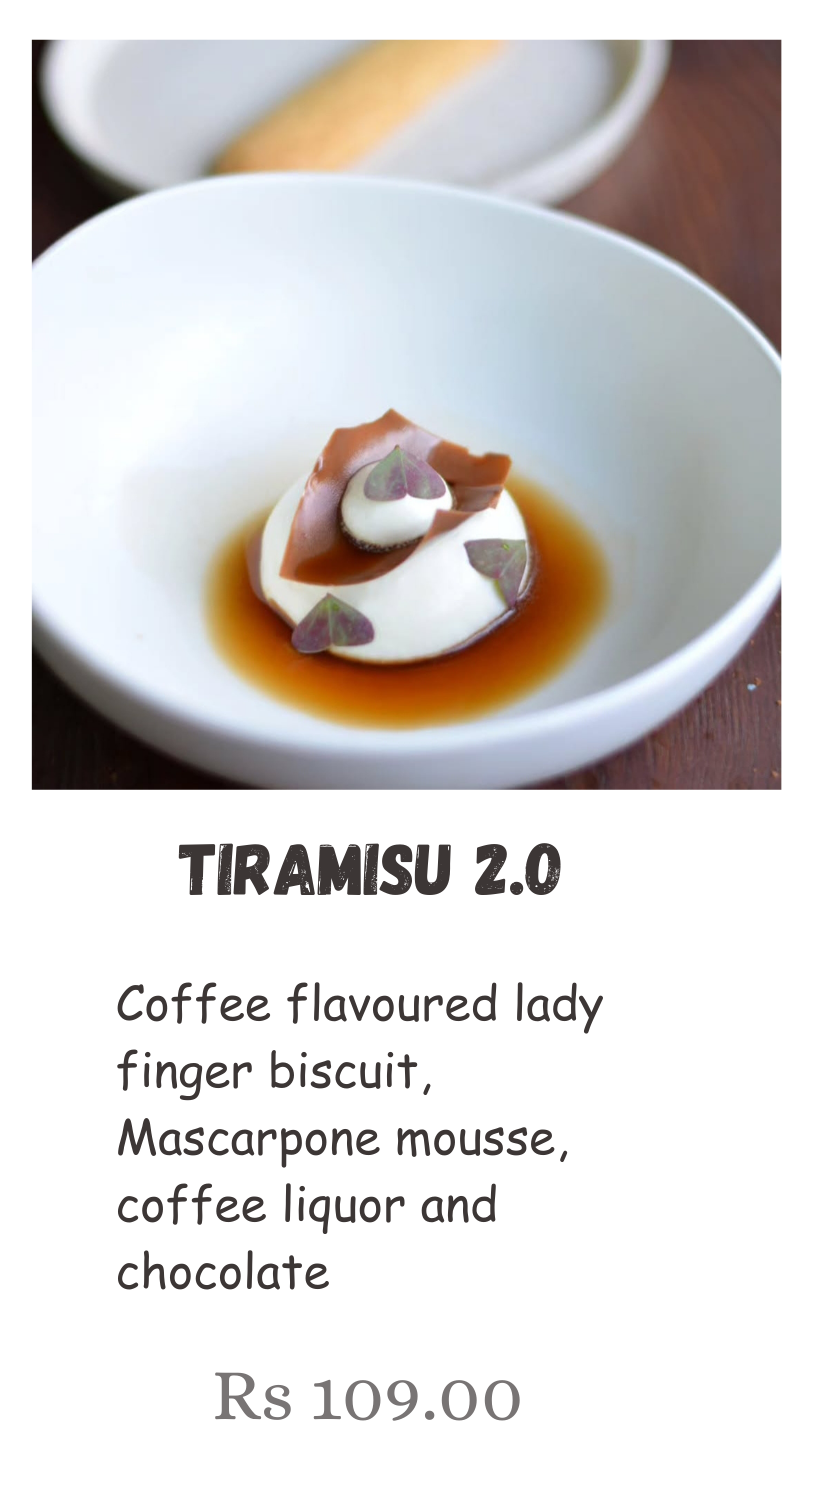 TIRAMISU 2.0
Coffee flavoured lady
finger biscuit,
Mascarpone mousse,
coffee liquor and
chocolate
Rs 109.00